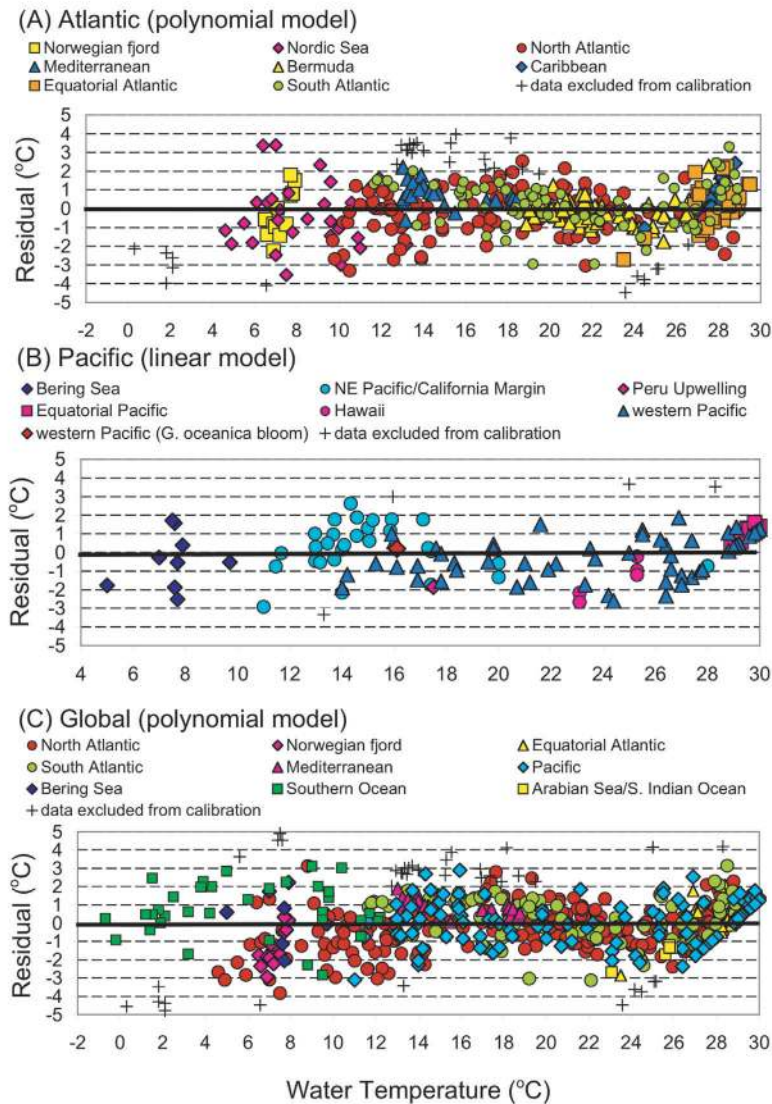 (A) Atlantic (polynomial model)
Norwegian fjord Nordic Sea North Atlantic
Mediterranean Bermuda Caribbean
Equatorial Atlantic South Atlantic data excluded from calibration
5
4
3
2
1
0
-1
-2
-3
-4
-5
Residual (°C)
-2 0 2 4 6 8 10 12 14 16 18 20 22 24 26 28 30
(B) Pacific (linear model)
Bering Sea NE Pacific/California Margin Peru Upwelling
Equatorial Pacific Hawaii western Pacific
western Pacific (G. oceanica bloom) data excluded from calibration
5
4
3
2
1
0
-1
-2
-3
-4
-5
Residual (°C)
4 6 8 10 12 14 16 18 20 22 24 26 28 30
(C) Global (polynomial model)
North Atlantic Norwegian fjord Equatorial Atlantic
South Atlantic Mediterranean Pacific
Bering Sea Southern Ocean Arabian Sea/S. Indian Ocean
data excluded from calibration
5
4
3
2
1
0
-1
-2
-3
-4
-5
Residual (°C)
-2 0 2 4 6 8 10 12 14 16 18 20 22 24 26 28 30
Water Temperature (°C)